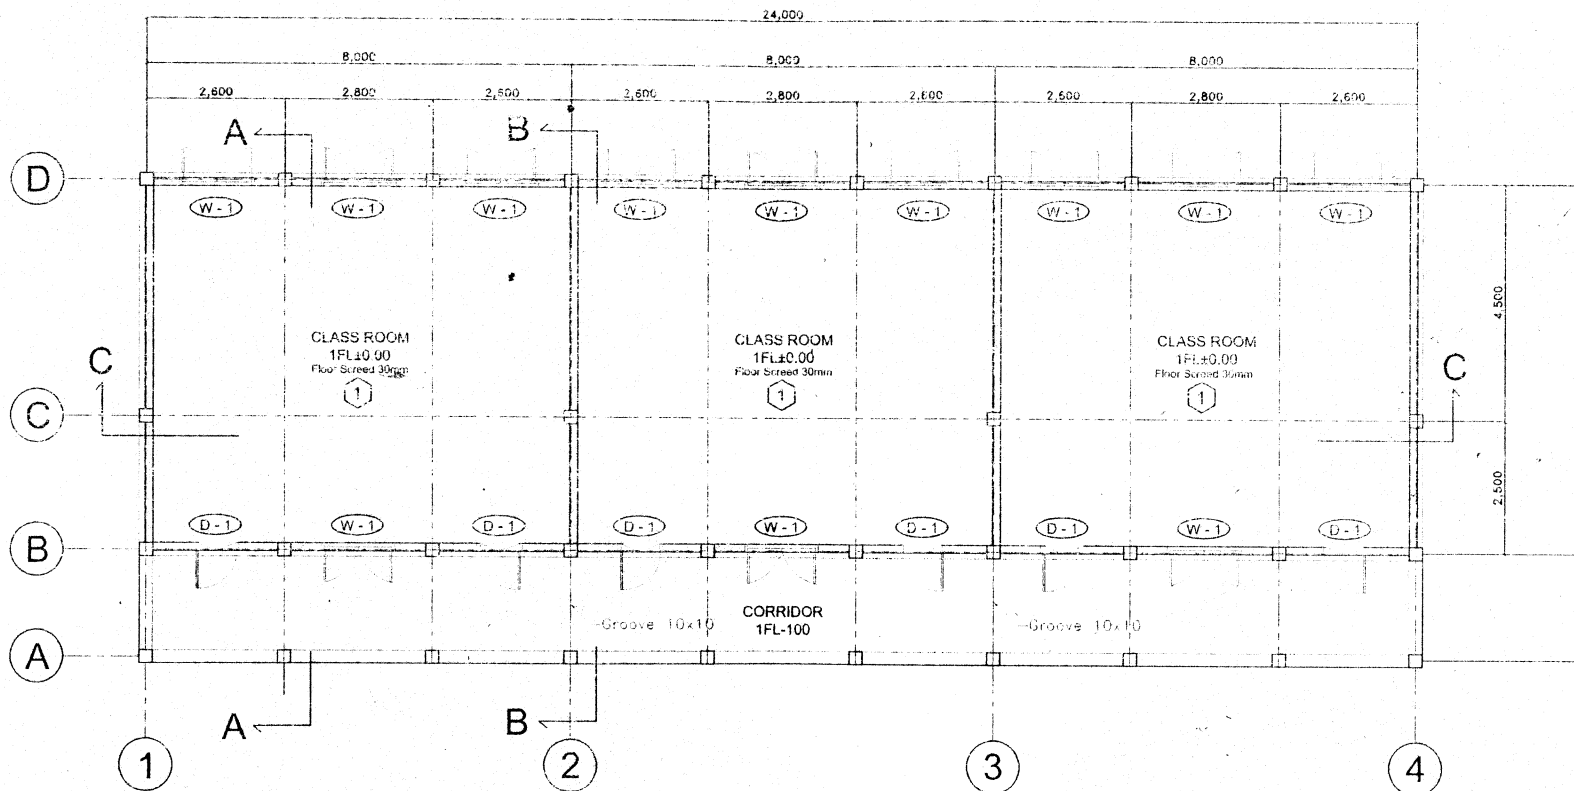 24,000
8,000 8,000 8,000
2,600 2,800 2,600 2,600 2,800 2,600 2,600 2,800 2,600
A B
D
W - 1 W - 1 W - 1 W - 1 W - 1 W - 1 W - 1 W - 1 W - 1
4,500
CLASS ROOM
1FL±0.00
Floor Screed 30mm
1
CLASS ROOM
1FL±0.00
Floor Screed 30mm
1
CLASS ROOM
1FL±0.00
Floor Screed 30mm
1
C C
C
2,500
D - 1 W - 1 D - 1 D - 1 W - 1 D - 1 D - 1 W - 1 D - 1
B
CORRIDOR
1FL-100
Groove 10x10 Groove 10x10
A
A B
1 2 3 4